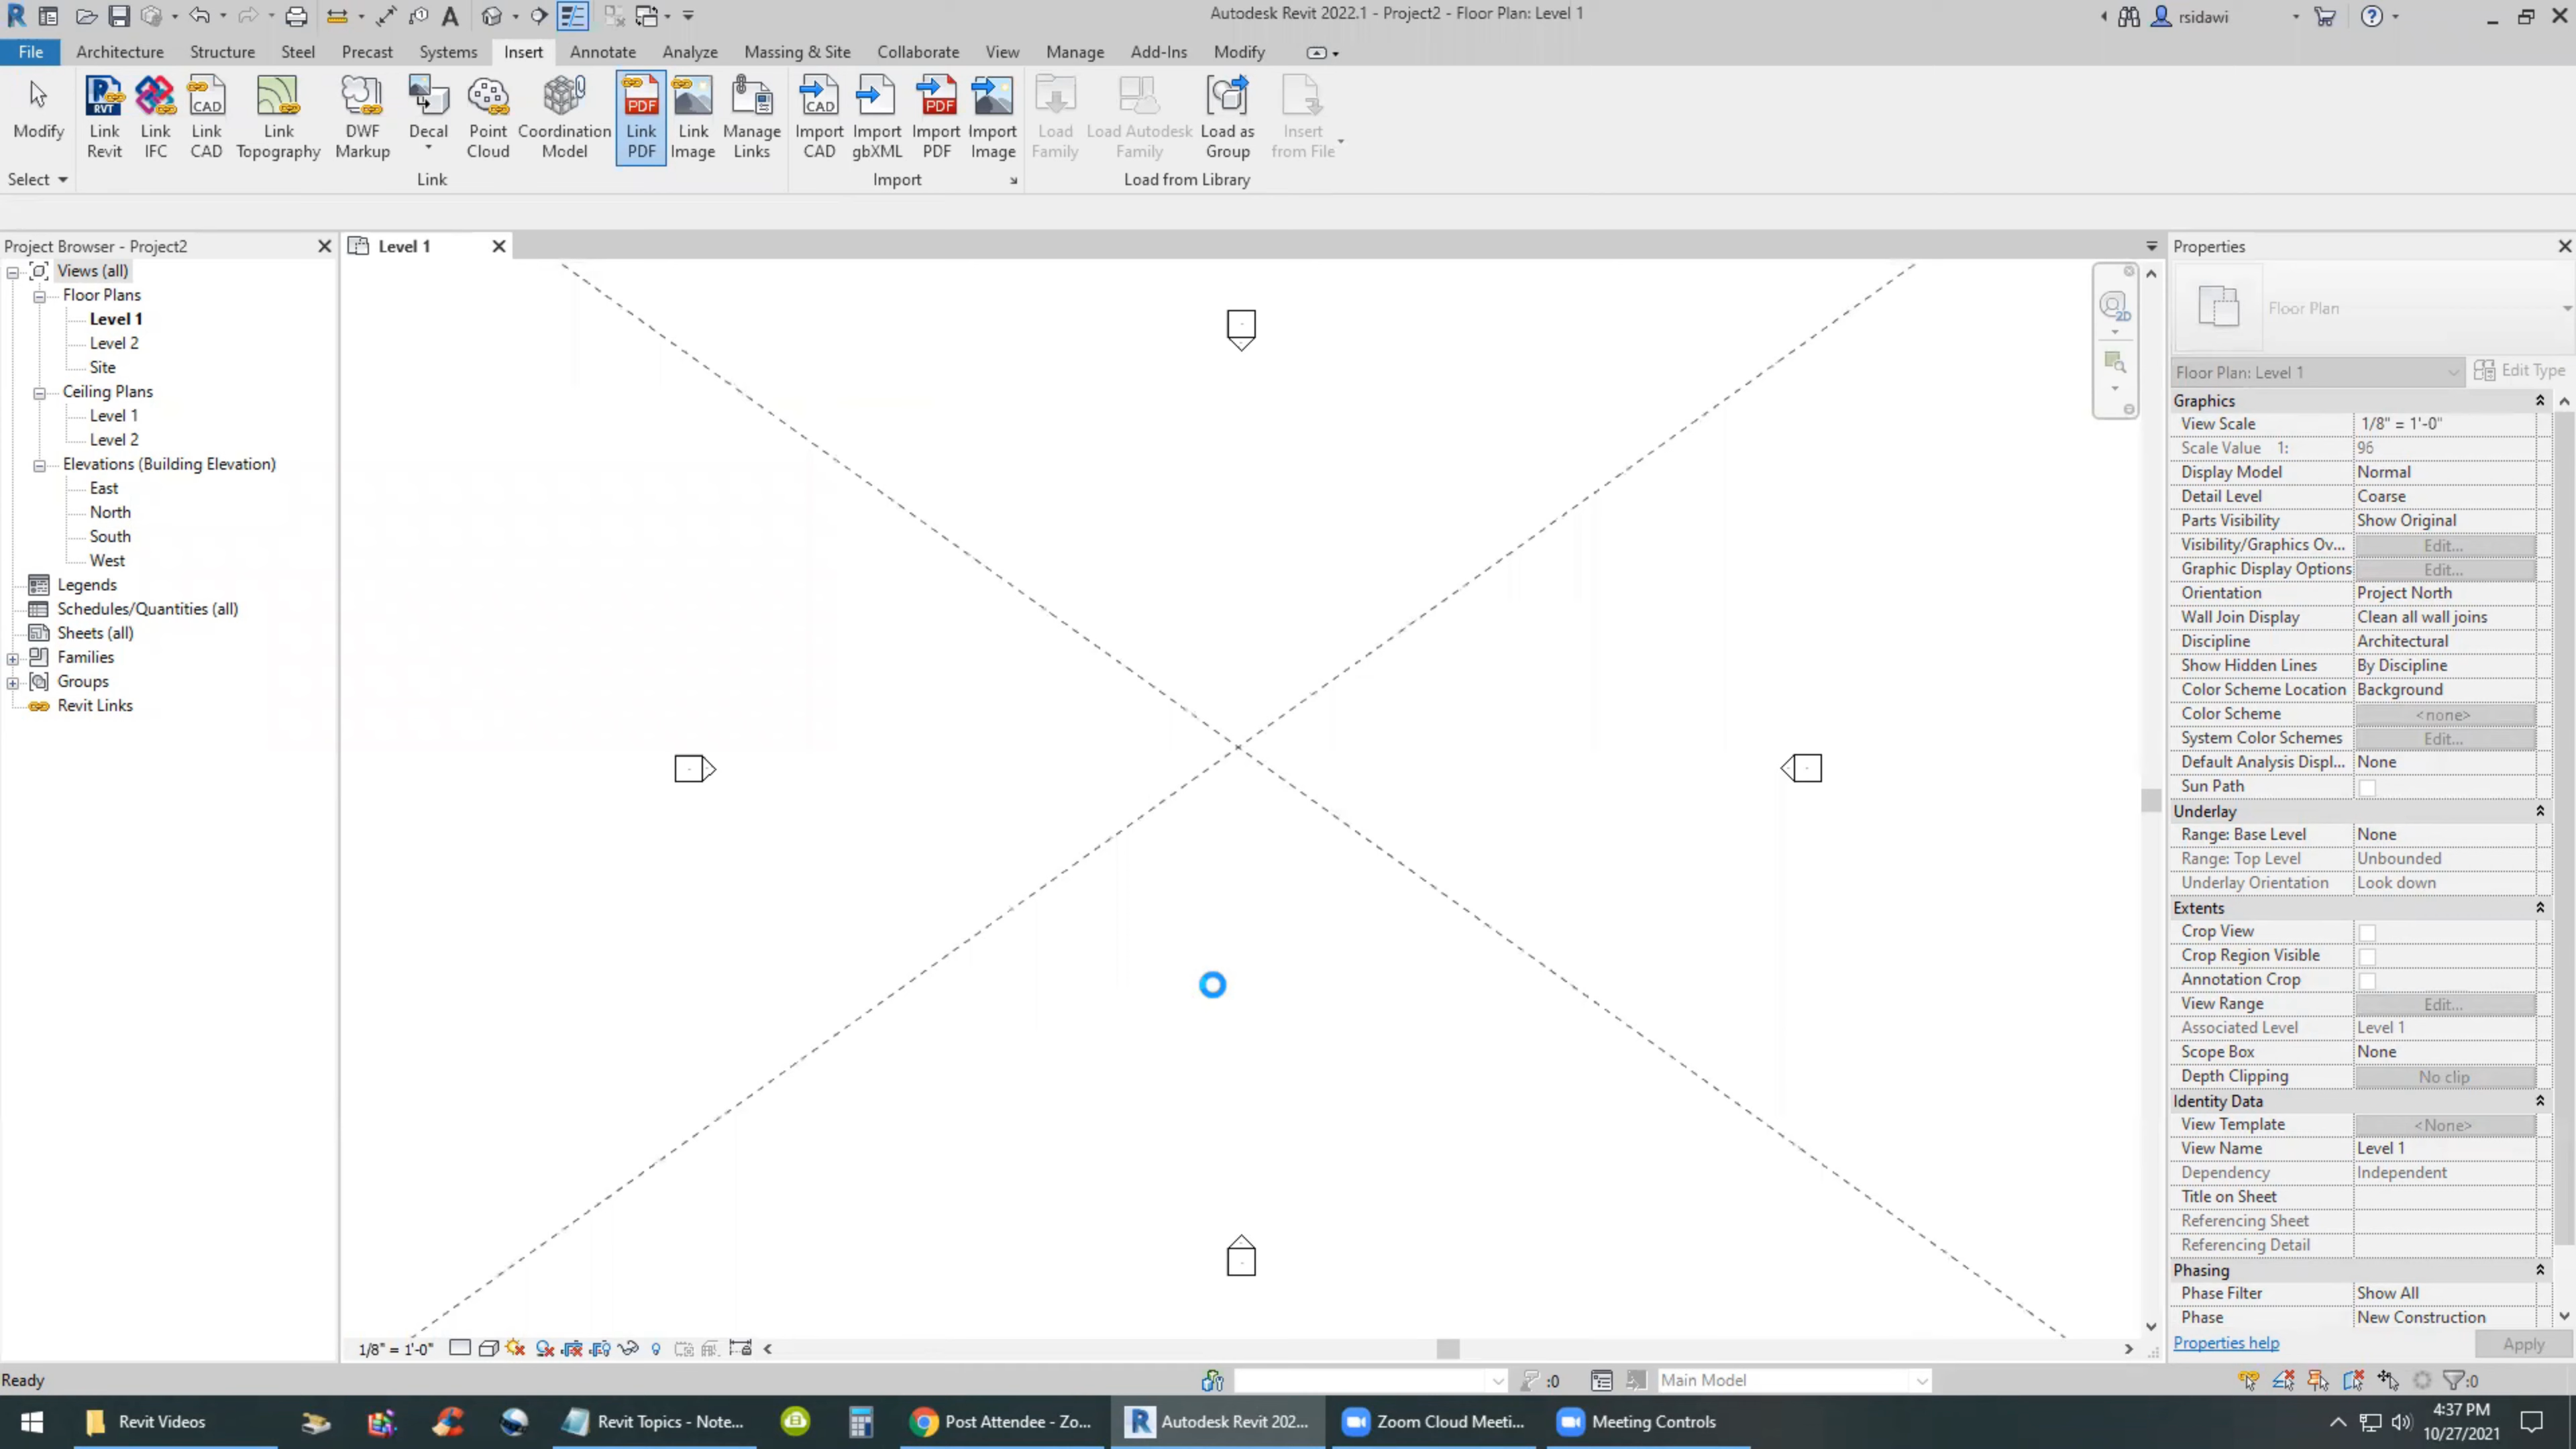 Autodesk Revit 2022.1 - Project2 - Floor Plan: Level 1
rsidawi
File Architecture Structure Steel Precast Systems Insert Annotate Analyze Massing & Site Collaborate View Manage Add-Ins Modify
Modify
Link Revit
Link IFC
Link CAD
Link Topography
DWF Markup
Decal
Point Cloud
Coordination Model
Link PDF
Link Image
Manage Links
Import CAD
Import gbXML
Import PDF
Import Image
Load Family
Load Autodesk Family
Load as Group
Insert from File
Select
Link
Import
Load from Library
Project Browser - Project2
Views (all)
Floor Plans
Level 1
Level 2
Site
Ceiling Plans
Level 1
Level 2
Elevations (Building Elevation)
East
North
South
West
Legends
Schedules/Quantities (all)
Sheets (all)
Families
Groups
Revit Links
Level 1
2D
Properties
Floor Plan
Floor Plan: Level 1 Edit Type
Graphics
View Scale 1/8" = 1'-0"
Scale Value 1: 96
Display Model Normal
Detail Level Coarse
Parts Visibility Show Original
Visibility/Graphics Ov... Edit...
Graphic Display Options Edit...
Orientation Project North
Wall Join Display Clean all wall joins
Discipline Architectural
Show Hidden Lines By Discipline
Color Scheme Location Background
Color Scheme <none>
System Color Schemes Edit...
Default Analysis Displ... None
Sun Path
Underlay
Range: Base Level None
Range: Top Level Unbounded
Underlay Orientation Look down
Extents
Crop View
Crop Region Visible
Annotation Crop
View Range Edit...
Associated Level Level 1
Scope Box None
Depth Clipping No clip
Identity Data
View Template <None>
View Name Level 1
Dependency Independent
Title on Sheet
Referencing Sheet
Referencing Detail
Phasing
Phase Filter Show All
Phase New Construction
Properties help Apply
1/8" = 1'-0"
Ready
:0
Main Model
:0
Revit Videos
Revit Topics - Note...
Post Attendee - Zo...
Autodesk Revit 202...
Zoom Cloud Meeti...
Meeting Controls
4:37 PM
10/27/2021